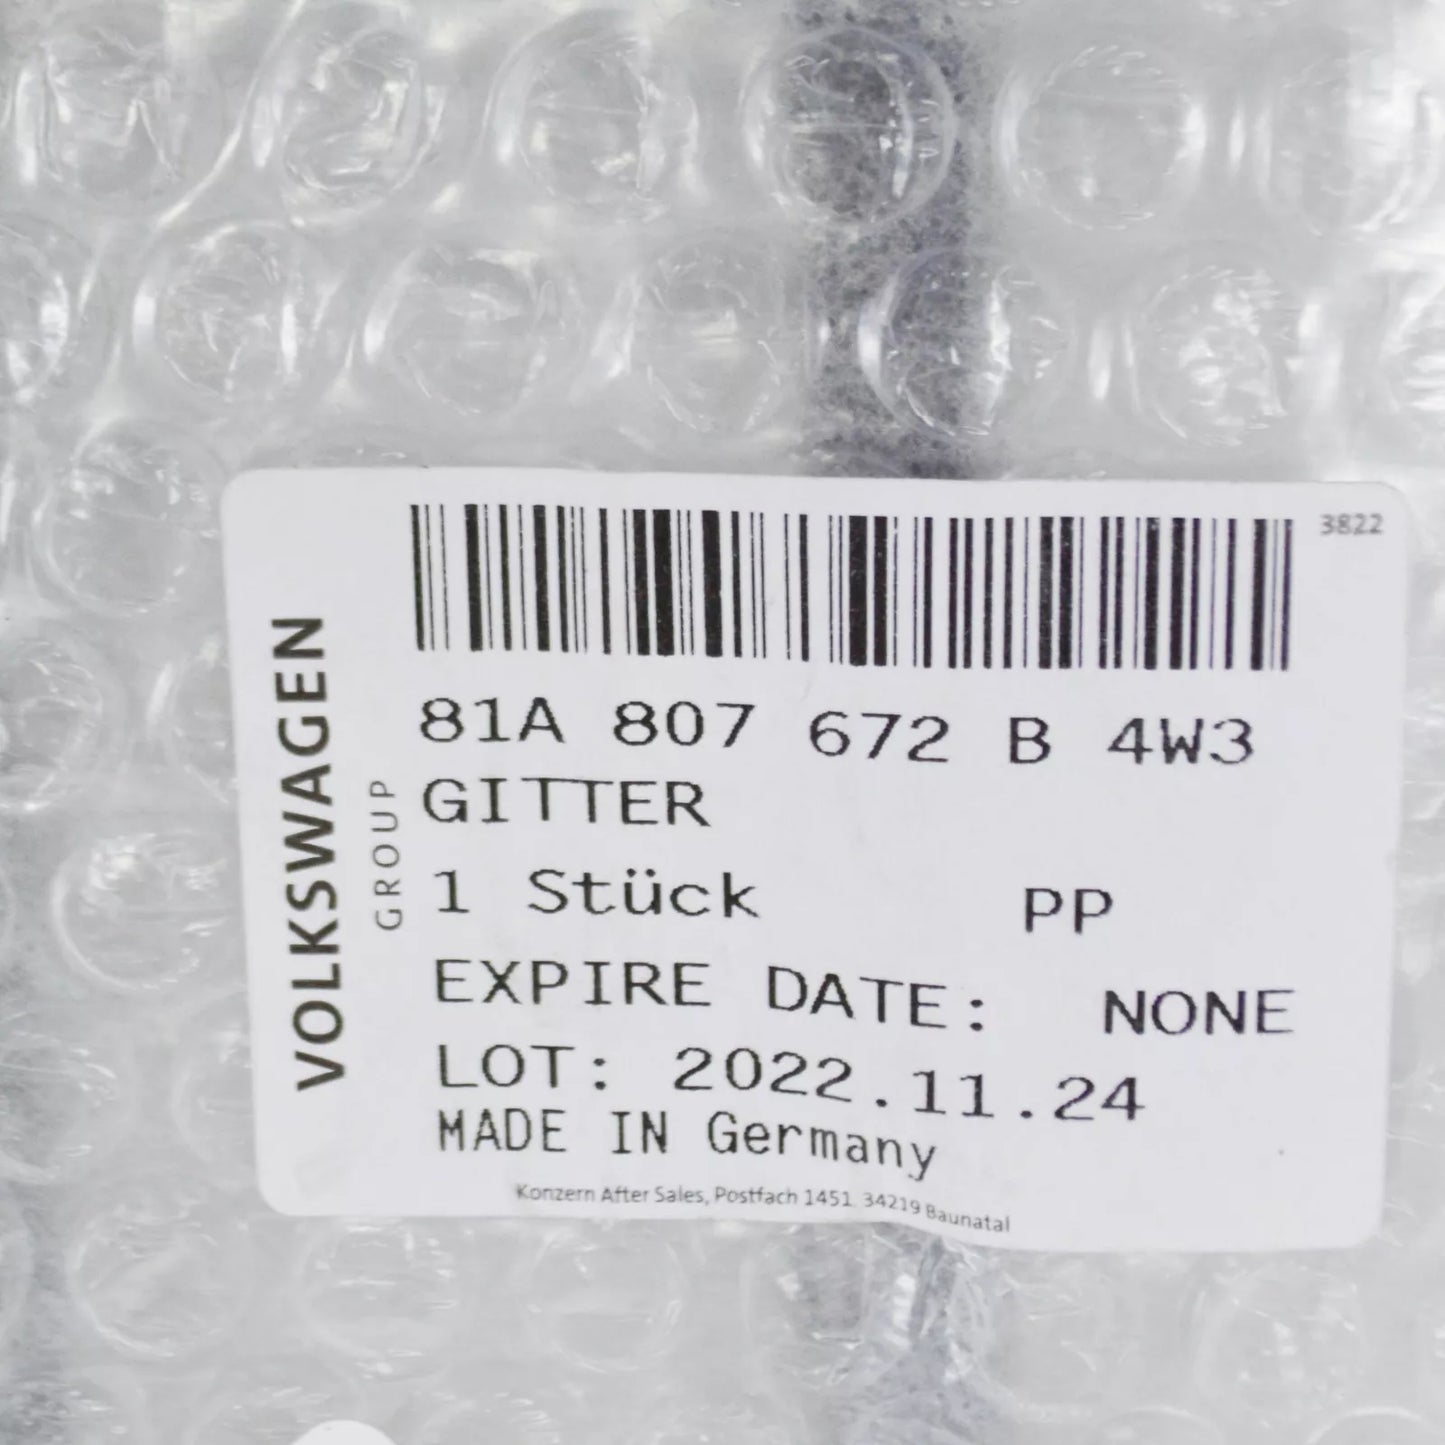 3822
VOLKSWAGEN
GROUP
81A 807 672 B 4W3
GITTER
1 Stück PP
EXPIRE DATE: NONE
LOT: 2022.11.24
MADE IN Germany
Konzern After Sales, Postfach 1451. 34219 Baunatal